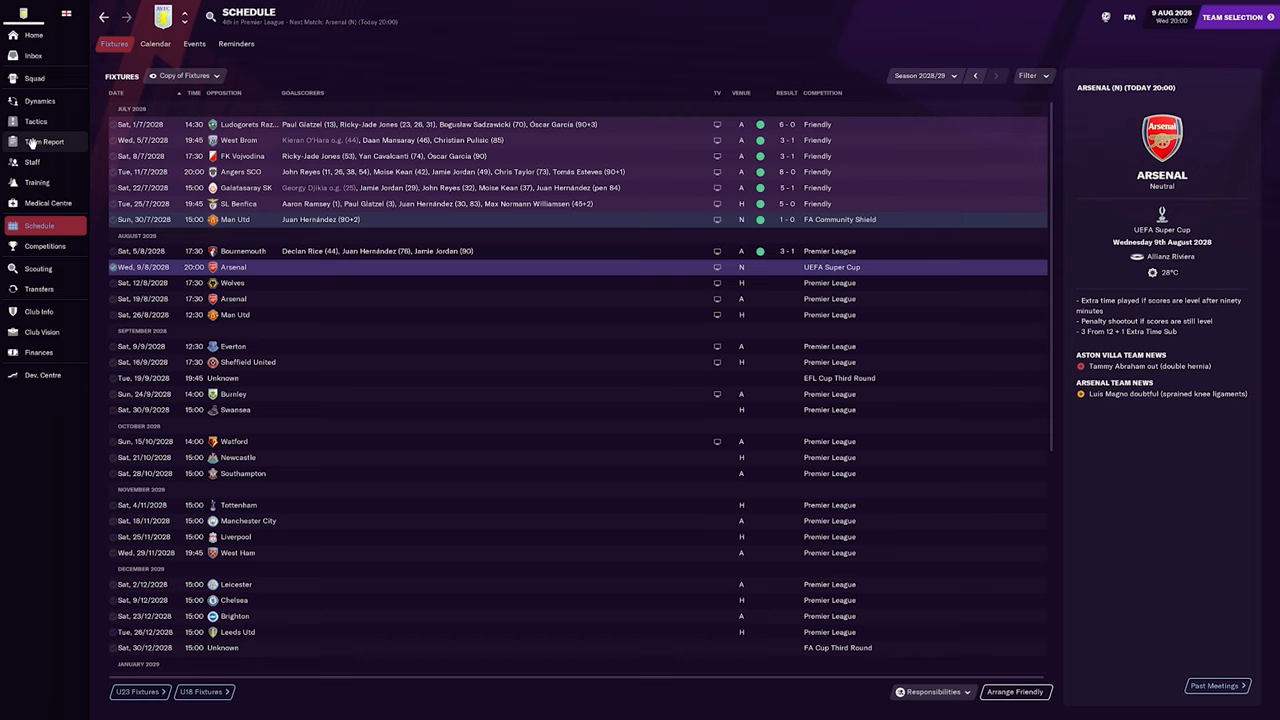 SCHEDULE
4th in Premier League - Next Match: Arsenal (N) (Today 20:00)
FM
9 AUG 2028
Wed 20:00
TEAM SELECTION
Home
Inbox
Squad
Dynamics
Tactics
Team Report
Staff
Training
Medical Centre
Schedule
Competitions
Scouting
Transfers
Club Info
Club Vision
Finances
Dev. Centre
Fixtures Calendar Events Reminders
FIXTURES Copy of Fixtures Season 2028/29 Filter
DATE TIME OPPOSITION GOALSCORERS TV VENUE RESULT COMPETITION
JULY 2028
Sat, 1/7/2028 14:30 Ludogorets Raz... Paul Glatzel (13), Ricky-Jade Jones (23, 26, 31), Bogusław Sadzawicki (70), Óscar García (90+3) A 6 - 0 Friendly
Wed, 5/7/2028 19:45 West Brom Kieran O'Hara o.g. (44), Daan Mansaray (46), Christian Pulisic (85) A 3 - 1 Friendly
Sat, 8/7/2028 17:30 FK Vojvodina Ricky-Jade Jones (53), Yan Cavalcanti (74), Óscar García (90) A 3 - 1 Friendly
Tue, 11/7/2028 20:00 Angers SCO John Reyes (11, 26, 38, 54), Moise Kean (42), Jamie Jordan (49), Chris Taylor (73), Tomás Esteves (90+1) A 8 - 0 Friendly
Sat, 22/7/2028 15:00 Galatasaray SK Georgy Djikia o.g. (25), Jamie Jordan (29), John Reyes (32), Moise Kean (37), Juan Hernández (pen 84) A 5 - 1 Friendly
Tue, 25/7/2028 19:45 SL Benfica Aaron Ramsey (1), Paul Glatzel (3), Juan Hernández (30, 83), Max Normann Williamsen (45+2) H 5 - 0 Friendly
Sun, 30/7/2028 15:00 Man Utd Juan Hernández (90+2) N 1 - 0 FA Community Shield
AUGUST 2028
Sat, 5/8/2028 17:30 Bournemouth Declan Rice (44), Juan Hernández (76), Jamie Jordan (90) A 3 - 1 Premier League
Wed, 9/8/2028 20:00 Arsenal N UEFA Super Cup
Sat, 12/8/2028 17:30 Wolves H Premier League
Sat, 19/8/2028 17:30 Arsenal A Premier League
Sat, 26/8/2028 12:30 Man Utd H Premier League
SEPTEMBER 2028
Sat, 9/9/2028 12:30 Everton A Premier League
Sat, 16/9/2028 17:30 Sheffield United H Premier League
Tue, 19/9/2028 19:45 Unknown EFL Cup Third Round
Sun, 24/9/2028 14:00 Burnley A Premier League
Sat, 30/9/2028 15:00 Swansea H Premier League
OCTOBER 2028
Sun, 15/10/2028 14:00 Watford A Premier League
Sat, 21/10/2028 15:00 Newcastle H Premier League
Sat, 28/10/2028 15:00 Southampton A Premier League
NOVEMBER 2028
Sat, 4/11/2028 15:00 Tottenham H Premier League
Sat, 18/11/2028 15:00 Manchester City A Premier League
Sat, 25/11/2028 15:00 Liverpool H Premier League
Wed, 29/11/2028 19:45 West Ham A Premier League
DECEMBER 2028
Sat, 2/12/2028 15:00 Leicester A Premier League
Sat, 9/12/2028 15:00 Chelsea H Premier League
Sat, 23/12/2028 15:00 Brighton A Premier League
Tue, 26/12/2028 15:00 Leeds Utd H Premier League
Sat, 30/12/2028 15:00 Unknown FA Cup Third Round
JANUARY 2029
U23 Fixtures U18 Fixtures Responsibilities Arrange Friendly
ARSENAL (N) (TODAY 20:00)
Arsenal
ARSENAL
Neutral
UEFA Super Cup
Wednesday 9th August 2028
Allianz Riviera
28°C
- Extra time played if scores are level after ninety
minutes
- Penalty shootout if scores are still level
- 3 From 12 + 1 Extra Time Sub
ASTON VILLA TEAM NEWS
Tammy Abraham out (double hernia)
ARSENAL TEAM NEWS
Luís Magno doubtful (sprained knee ligaments)
Past Meetings